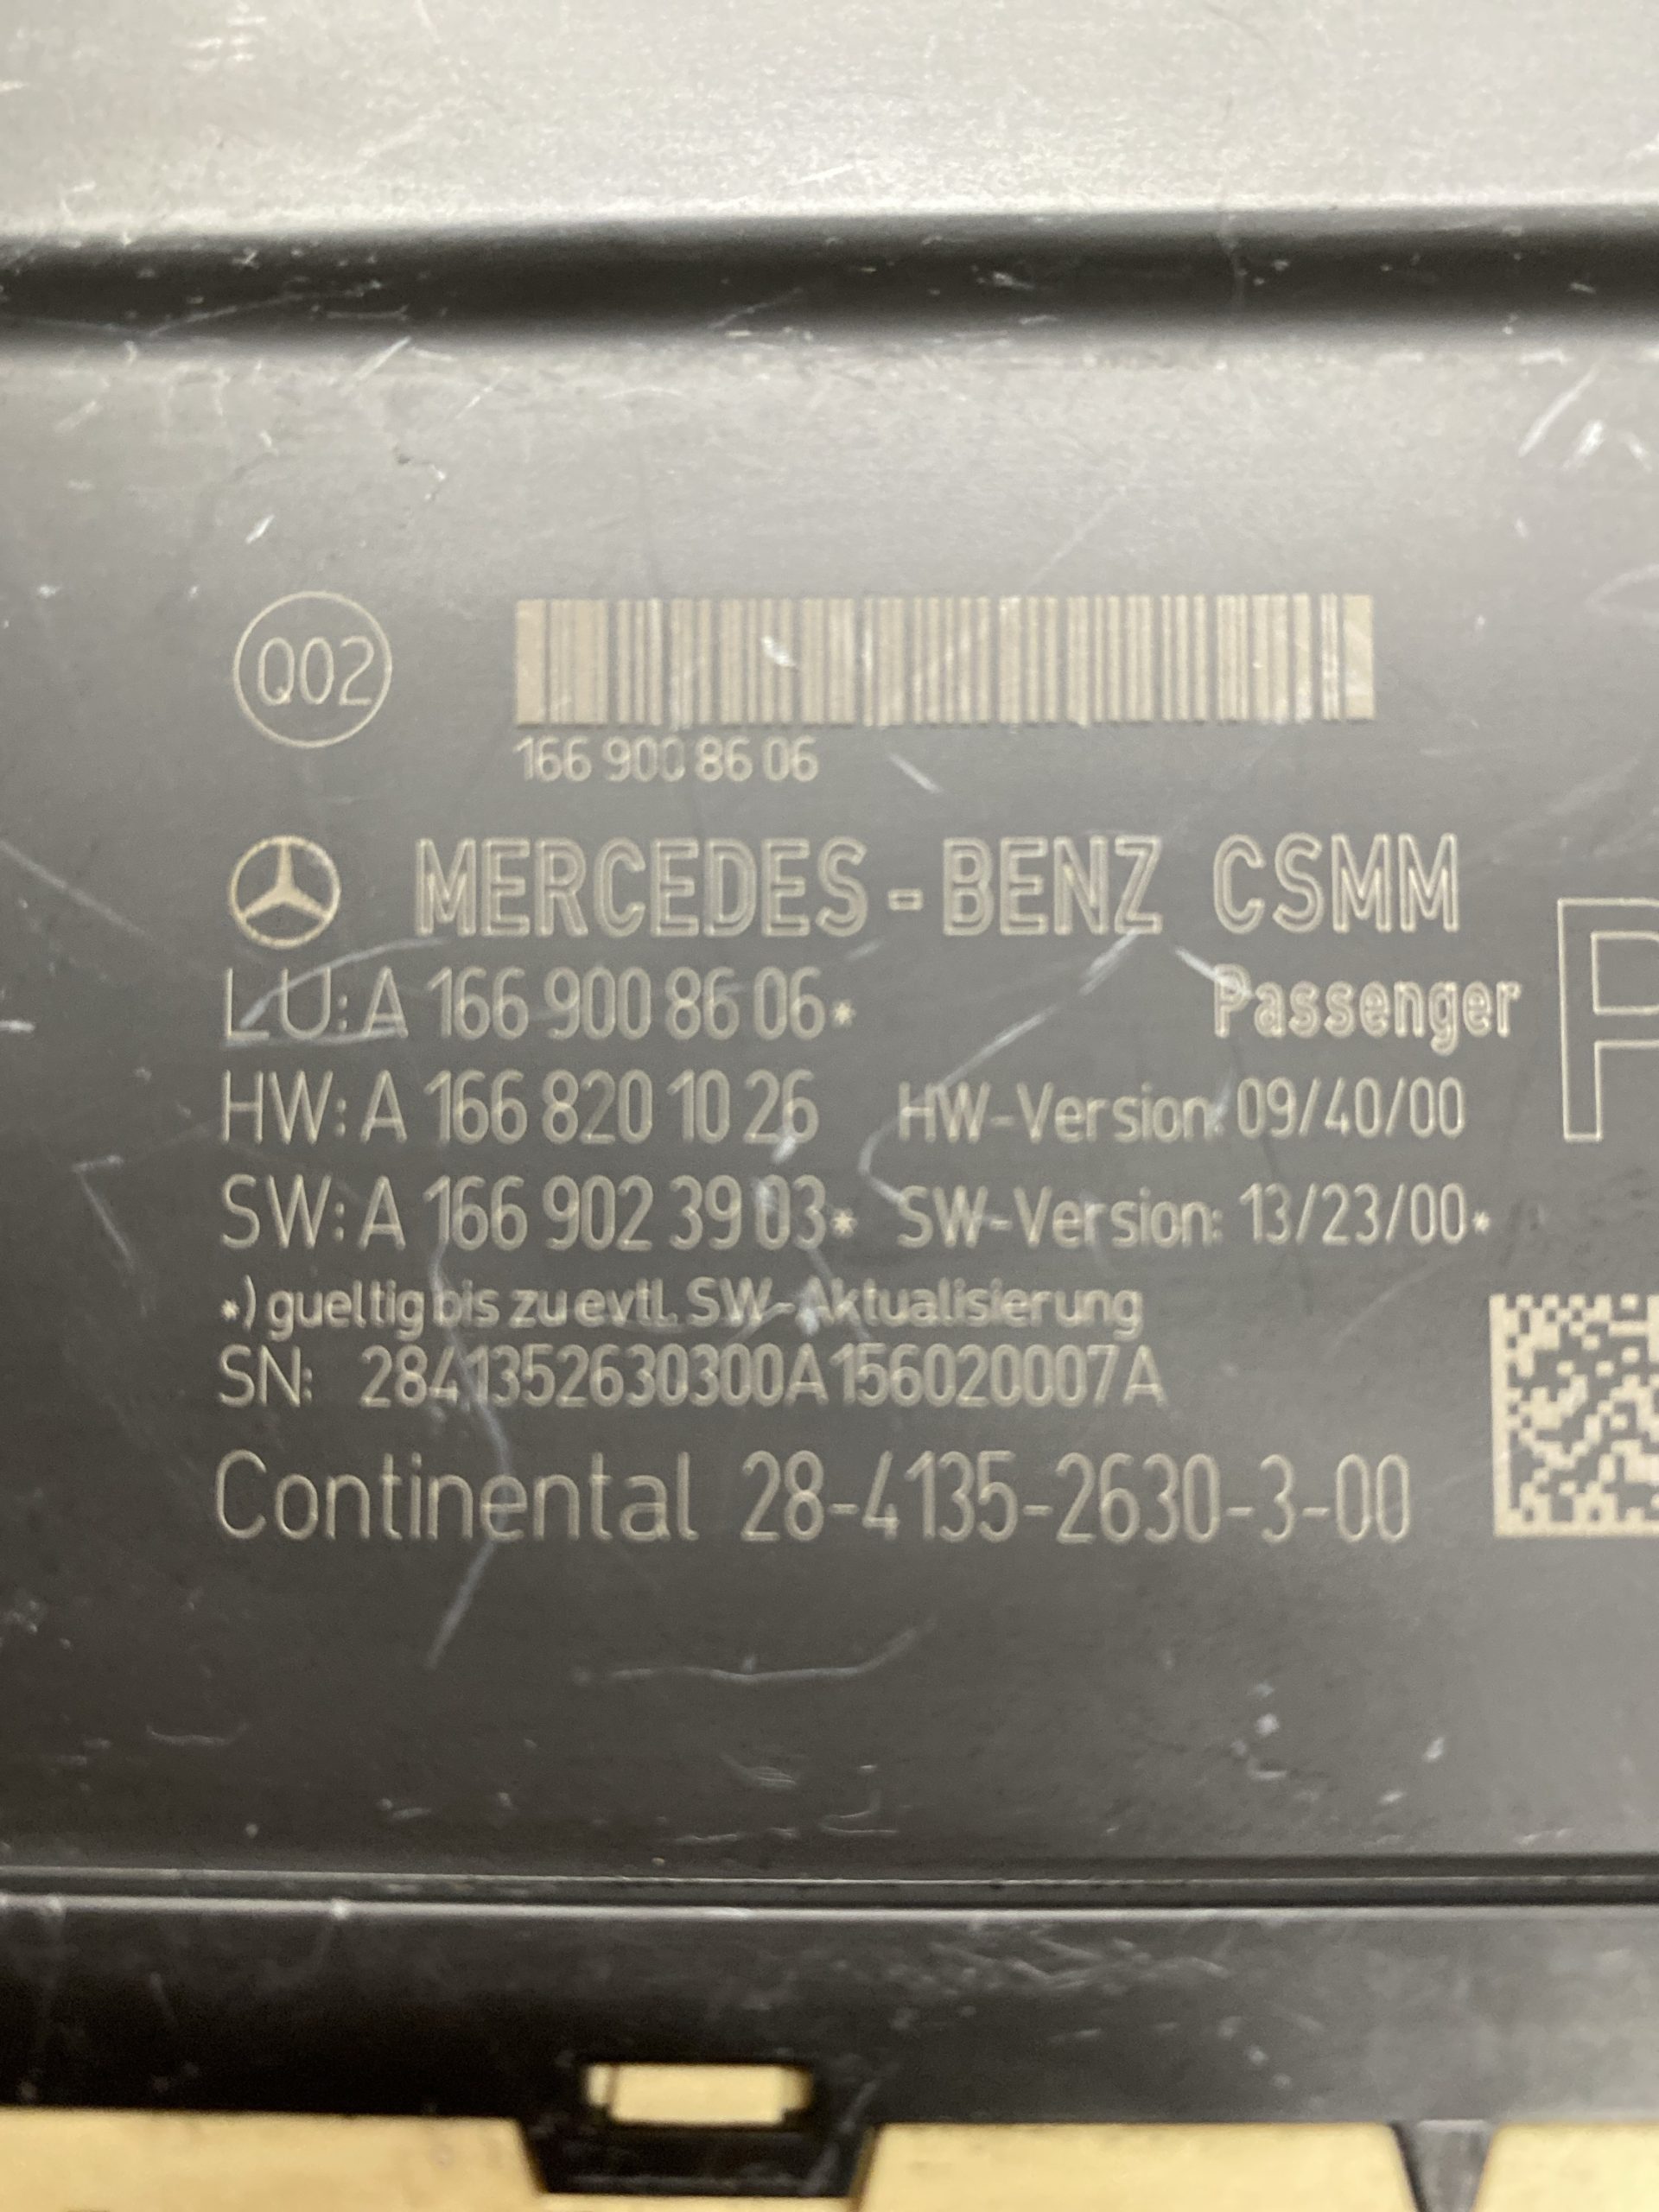 Q02
166 900 86 06
MERCEDES-BENZ CSMM
LU: A 166 900 86 06*
Passenger
P
HW: A 166 820 10 26 HW-Version: 09/40/00
SW: A 166 902 39 03* SW-Version: 13/23/00*
*) gueltig bis zu evtl. SW-Aktualisierung
SN: 2841352630300A156020007A
Continental 28-4135-2630-3-00